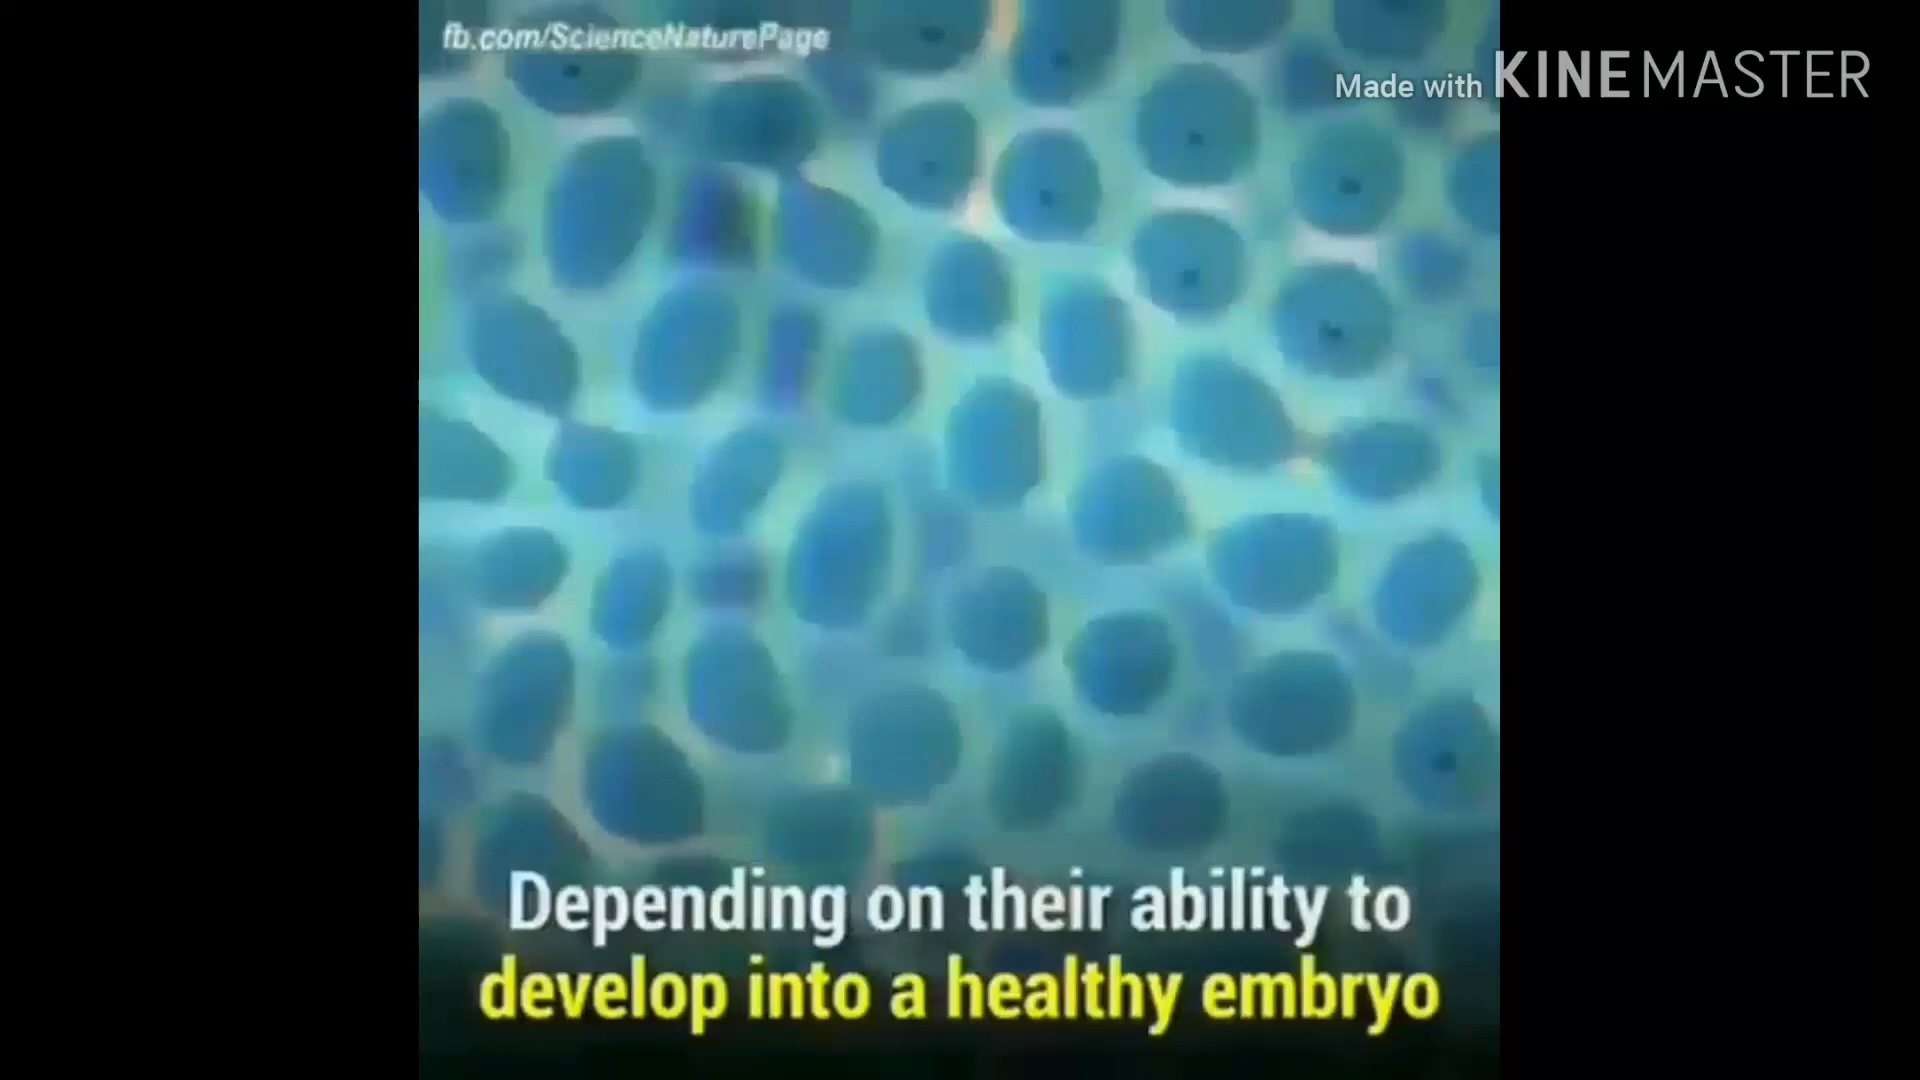 fb.com/ScienceNaturePage
Made with KINEMASTER
Depending on their ability to
develop into a healthy embryo